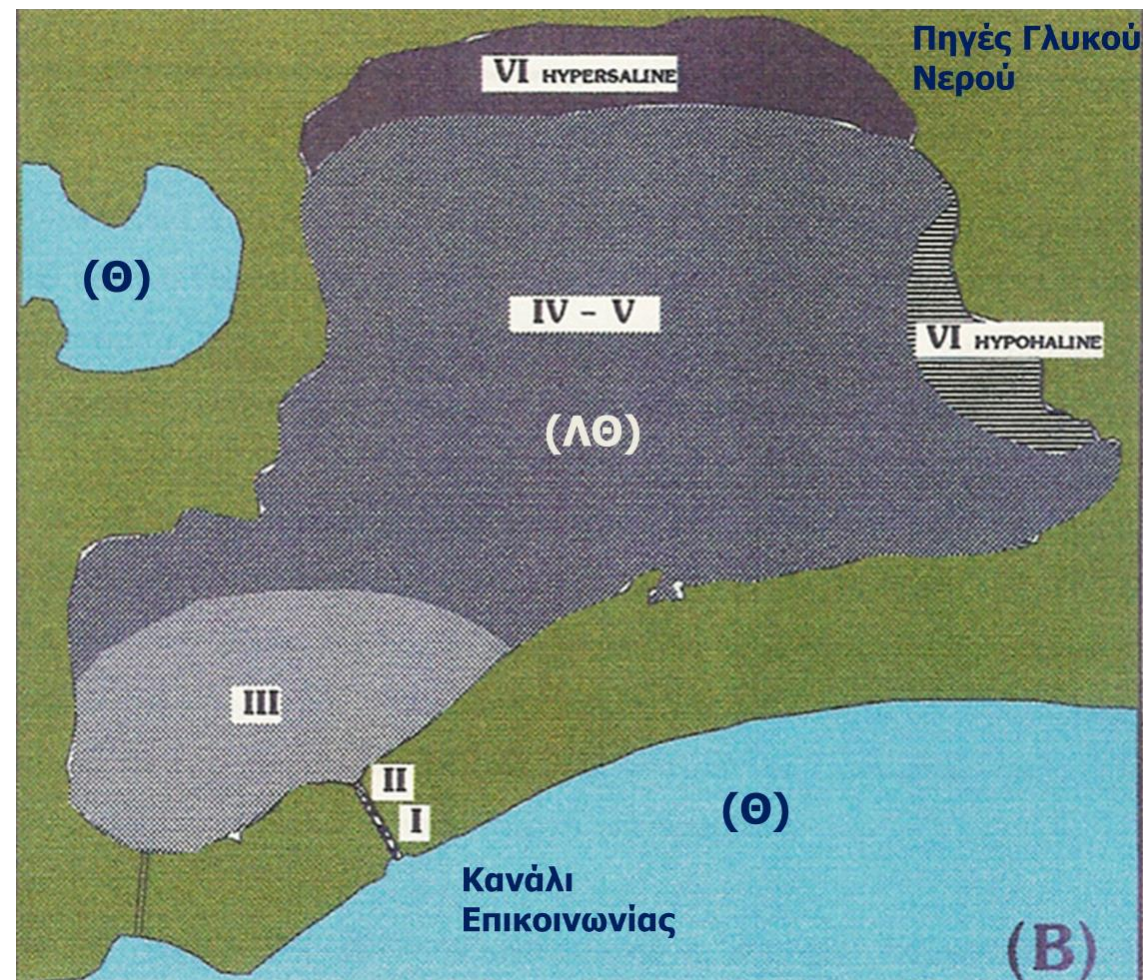 Πηγές Γλυκού
Νερού
VI HYPERSALINE
(Θ)
IV – V
VI HYPOHALINE
(ΛΘ)
III
II
I
(Θ)
Κανάλι
Επικοινωνίας
(B)